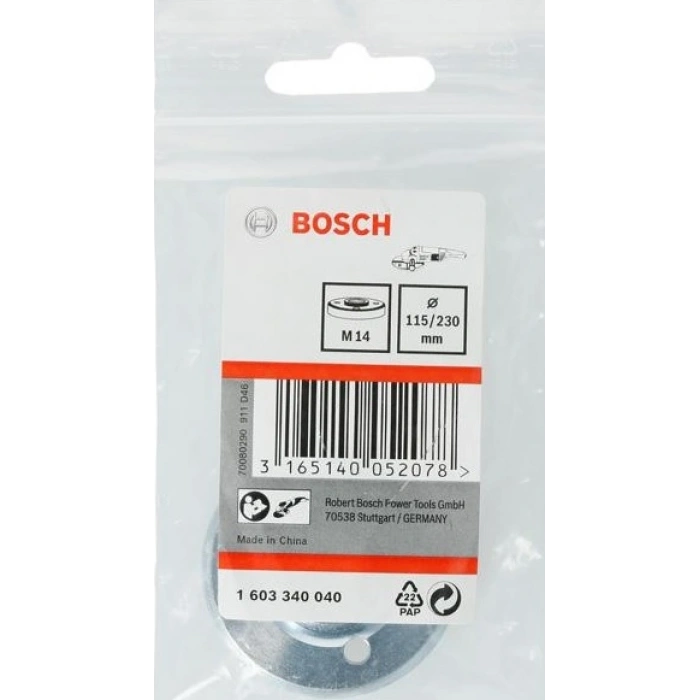 BOSCH
M 14
Ø
115/230
mm
70080290 911 D46
3 165140 052078 >
Robert Bosch Power Tools GmbH
70538 Stuttgart / GERMANY
Made in China
1 603 340 040
22
PAP